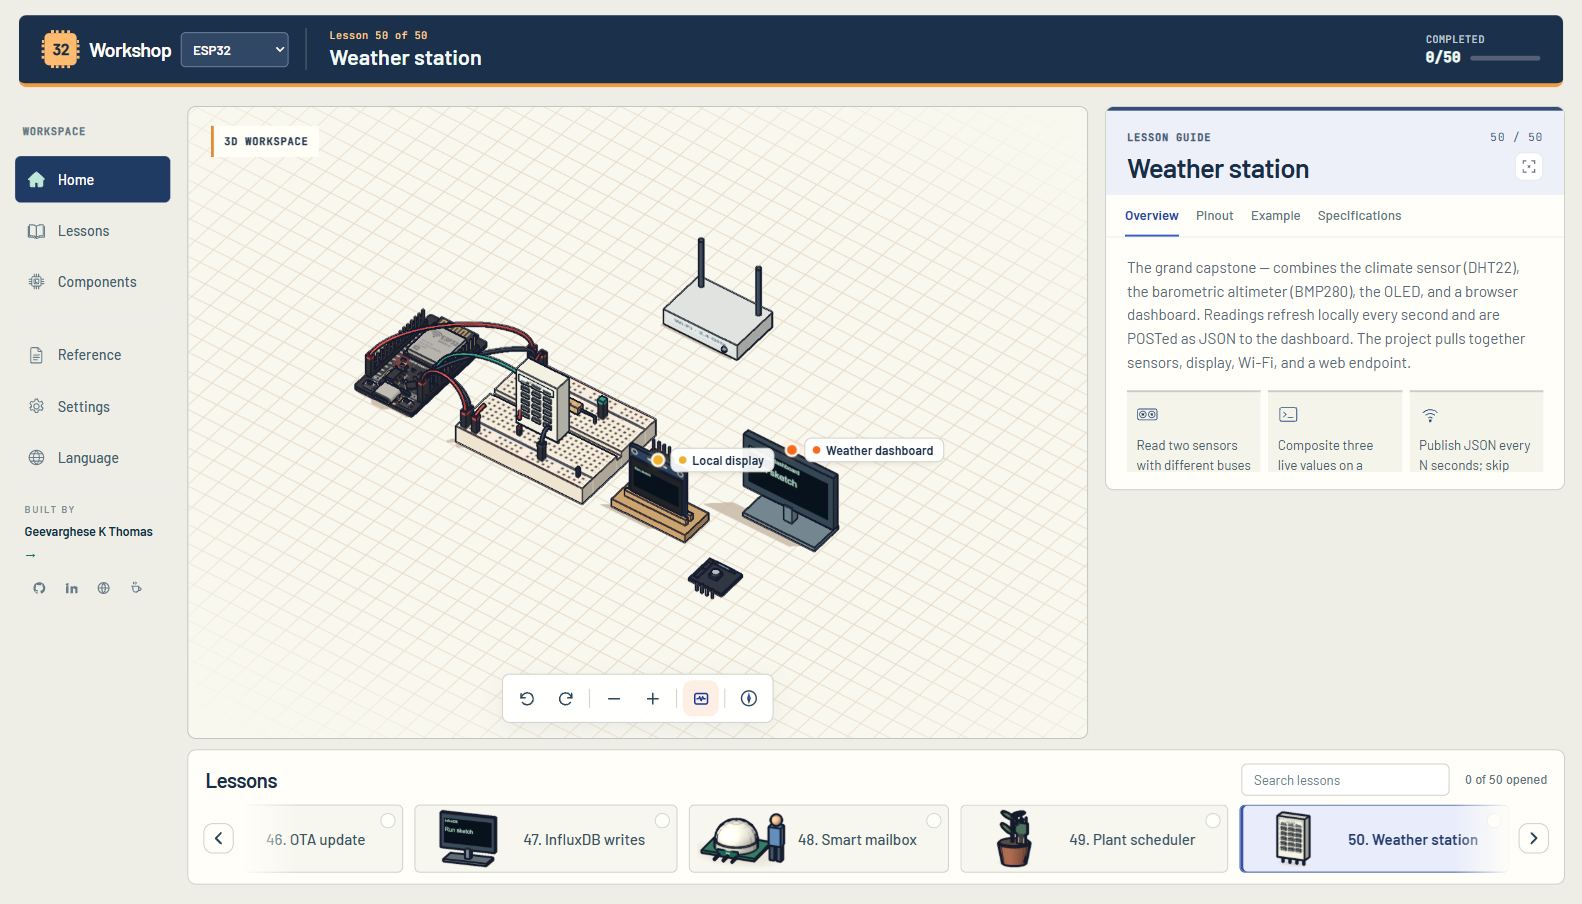 32
Workshop
ESP32
Lesson 50 of 50
Weather station
COMPLETED
0/50
WORKSPACE
Home
Lessons
Components
Reference
Settings
Language
BUILT BY
Geevarghese K Thomas
→
3D WORKSPACE
Local display
Weather dashboard
dashboard
sketch
LESSON GUIDE
50 / 50
Weather station
Overview
Pinout
Example
Specifications
The grand capstone — combines the climate sensor (DHT22),
the barometric altimeter (BMP280), the OLED, and a browser
dashboard. Readings refresh locally every second and are
POSTed as JSON to the dashboard. The project pulls together
sensors, display, Wi-Fi, and a web endpoint.
Read two sensors
with different buses
Composite three
live values on a
Publish JSON every
N seconds; skip
Lessons
Search lessons
0 of 50 opened
46. OTA update
Run sketch
47. InfluxDB writes
48. Smart mailbox
49. Plant scheduler
50. Weather station